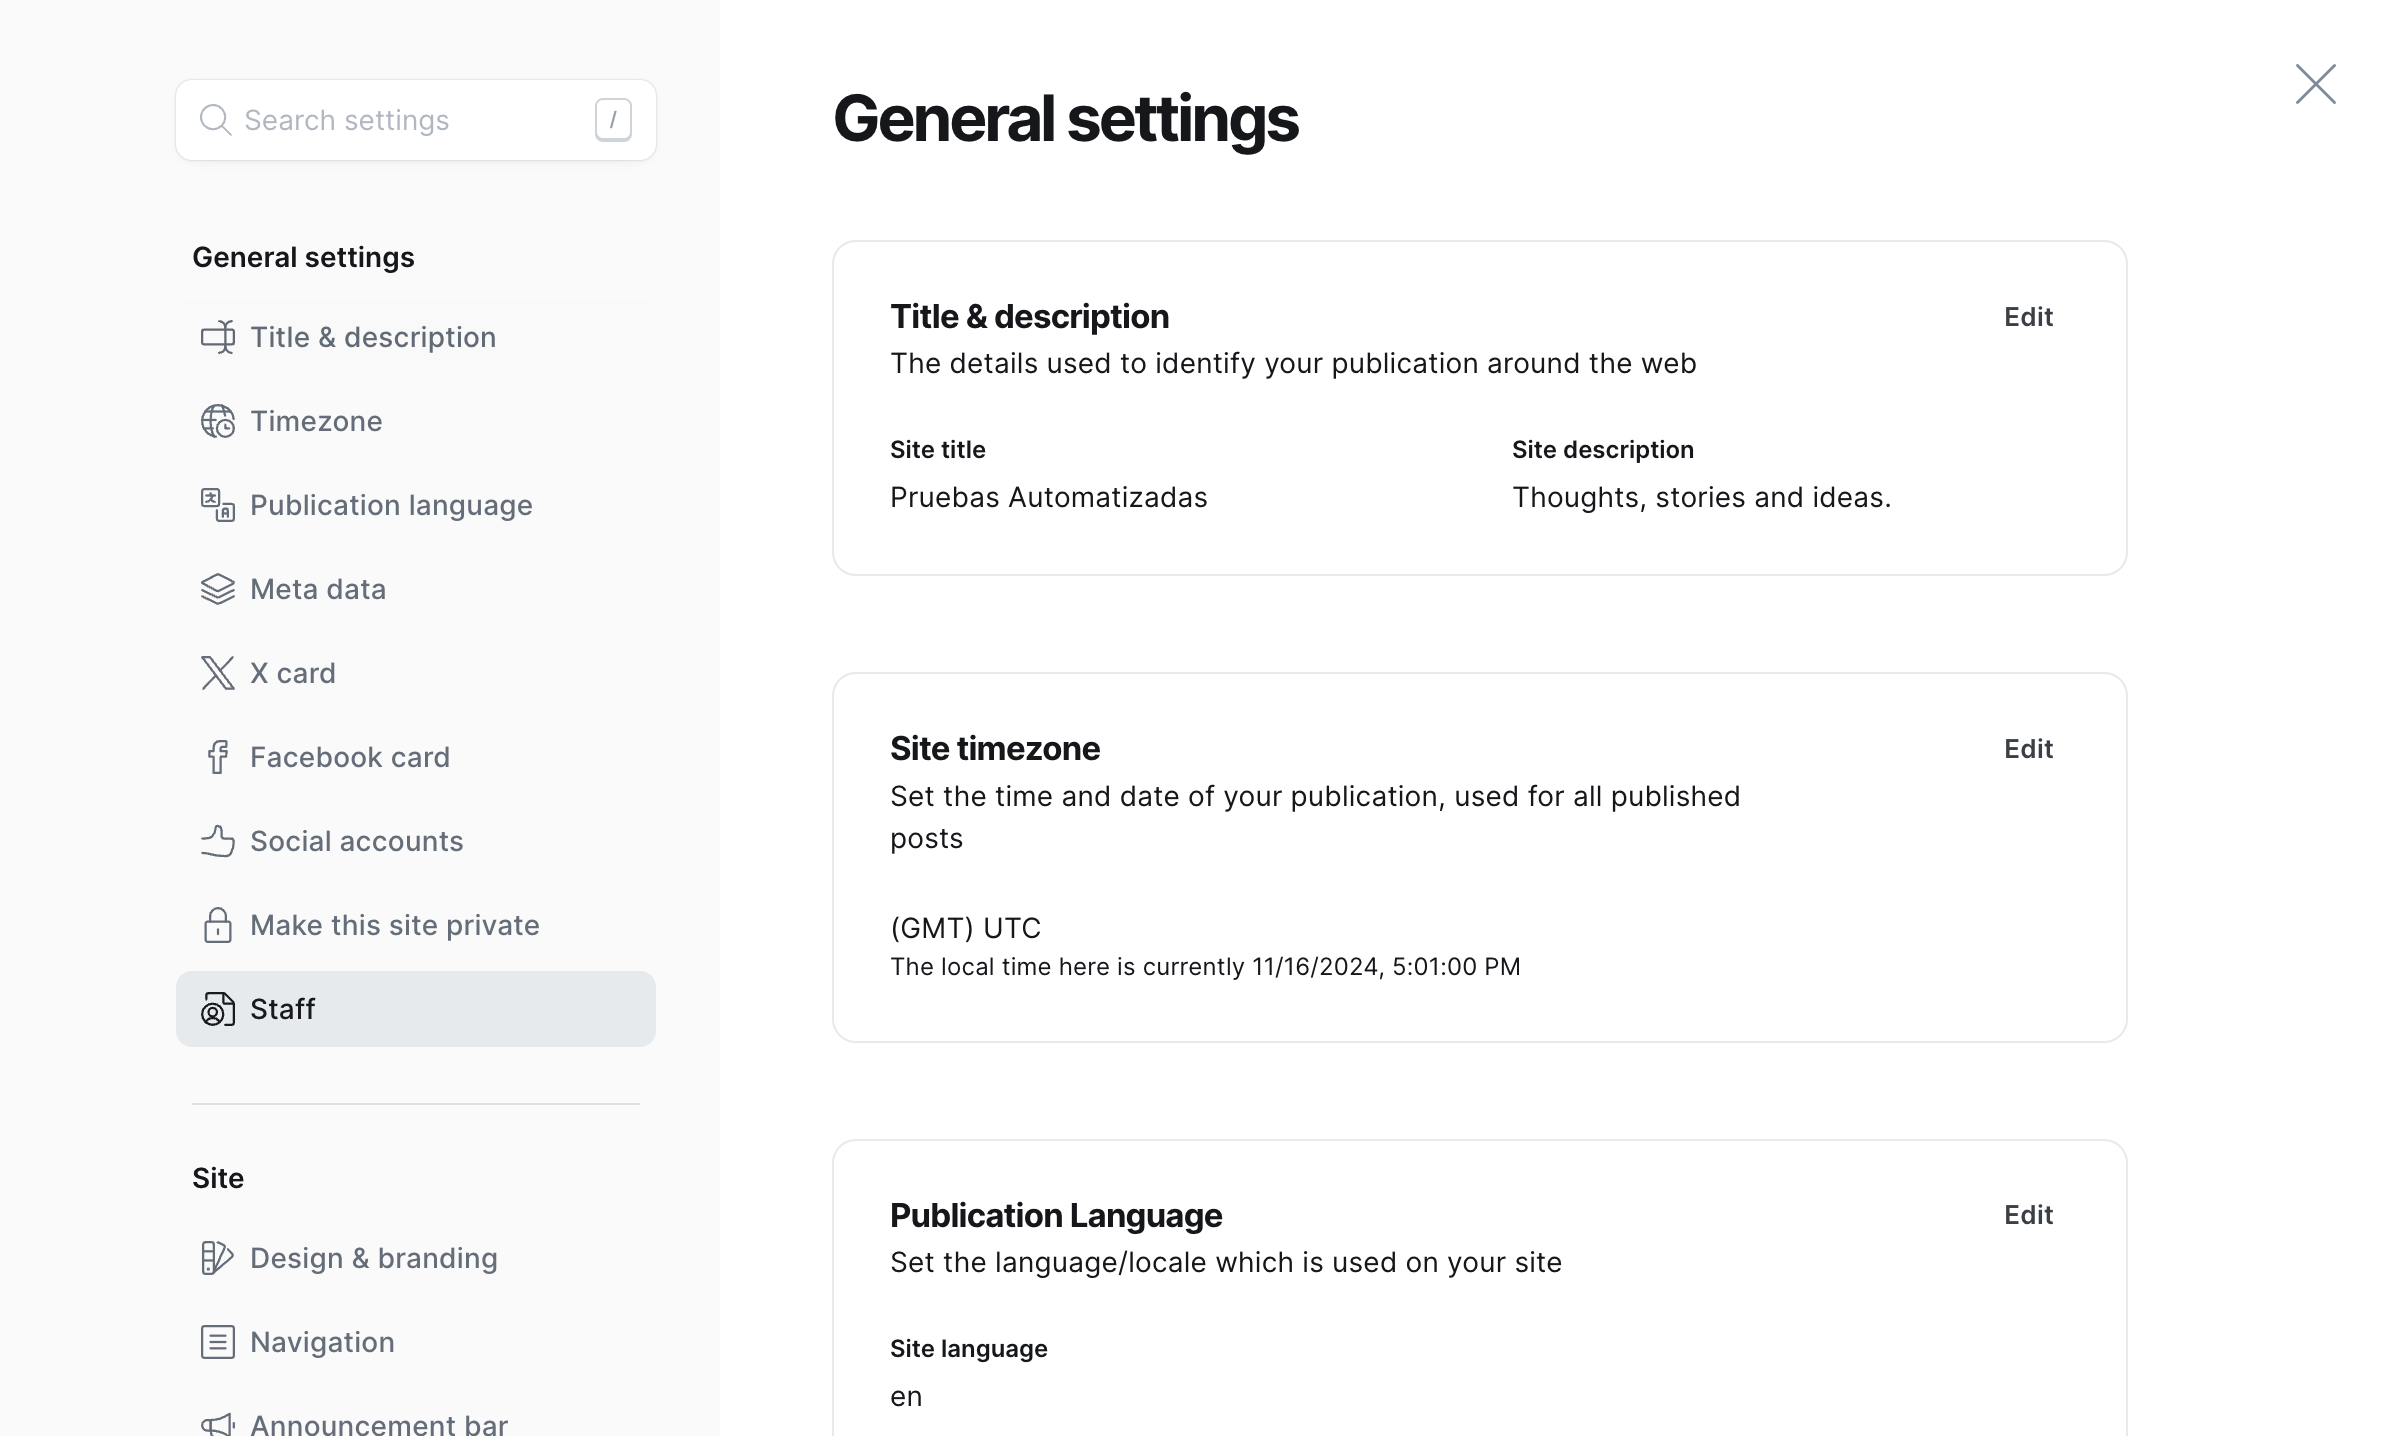 Search settings /
General settings
Title & description
Timezone
Publication language
Meta data
X card
Facebook card
Social accounts
Make this site private
Staff
Site
Design & branding
Navigation
Announcement bar
General settings
Title & description
Edit
The details used to identify your publication around the web
Site title
Pruebas Automatizadas
Site description
Thoughts, stories and ideas.
Site timezone
Edit
Set the time and date of your publication, used for all published
posts
(GMT) UTC
The local time here is currently 11/16/2024, 5:01:00 PM
Publication Language
Edit
Set the language/locale which is used on your site
Site language
en